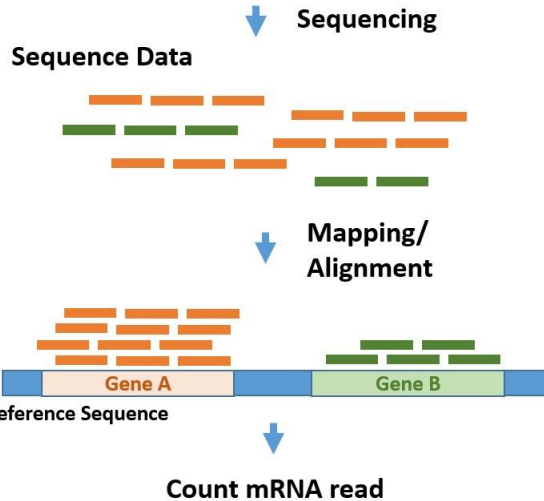 Sequencing
Sequence Data
Mapping/
Alignment
Gene A
Gene B
eference Sequence
Count mRNA read